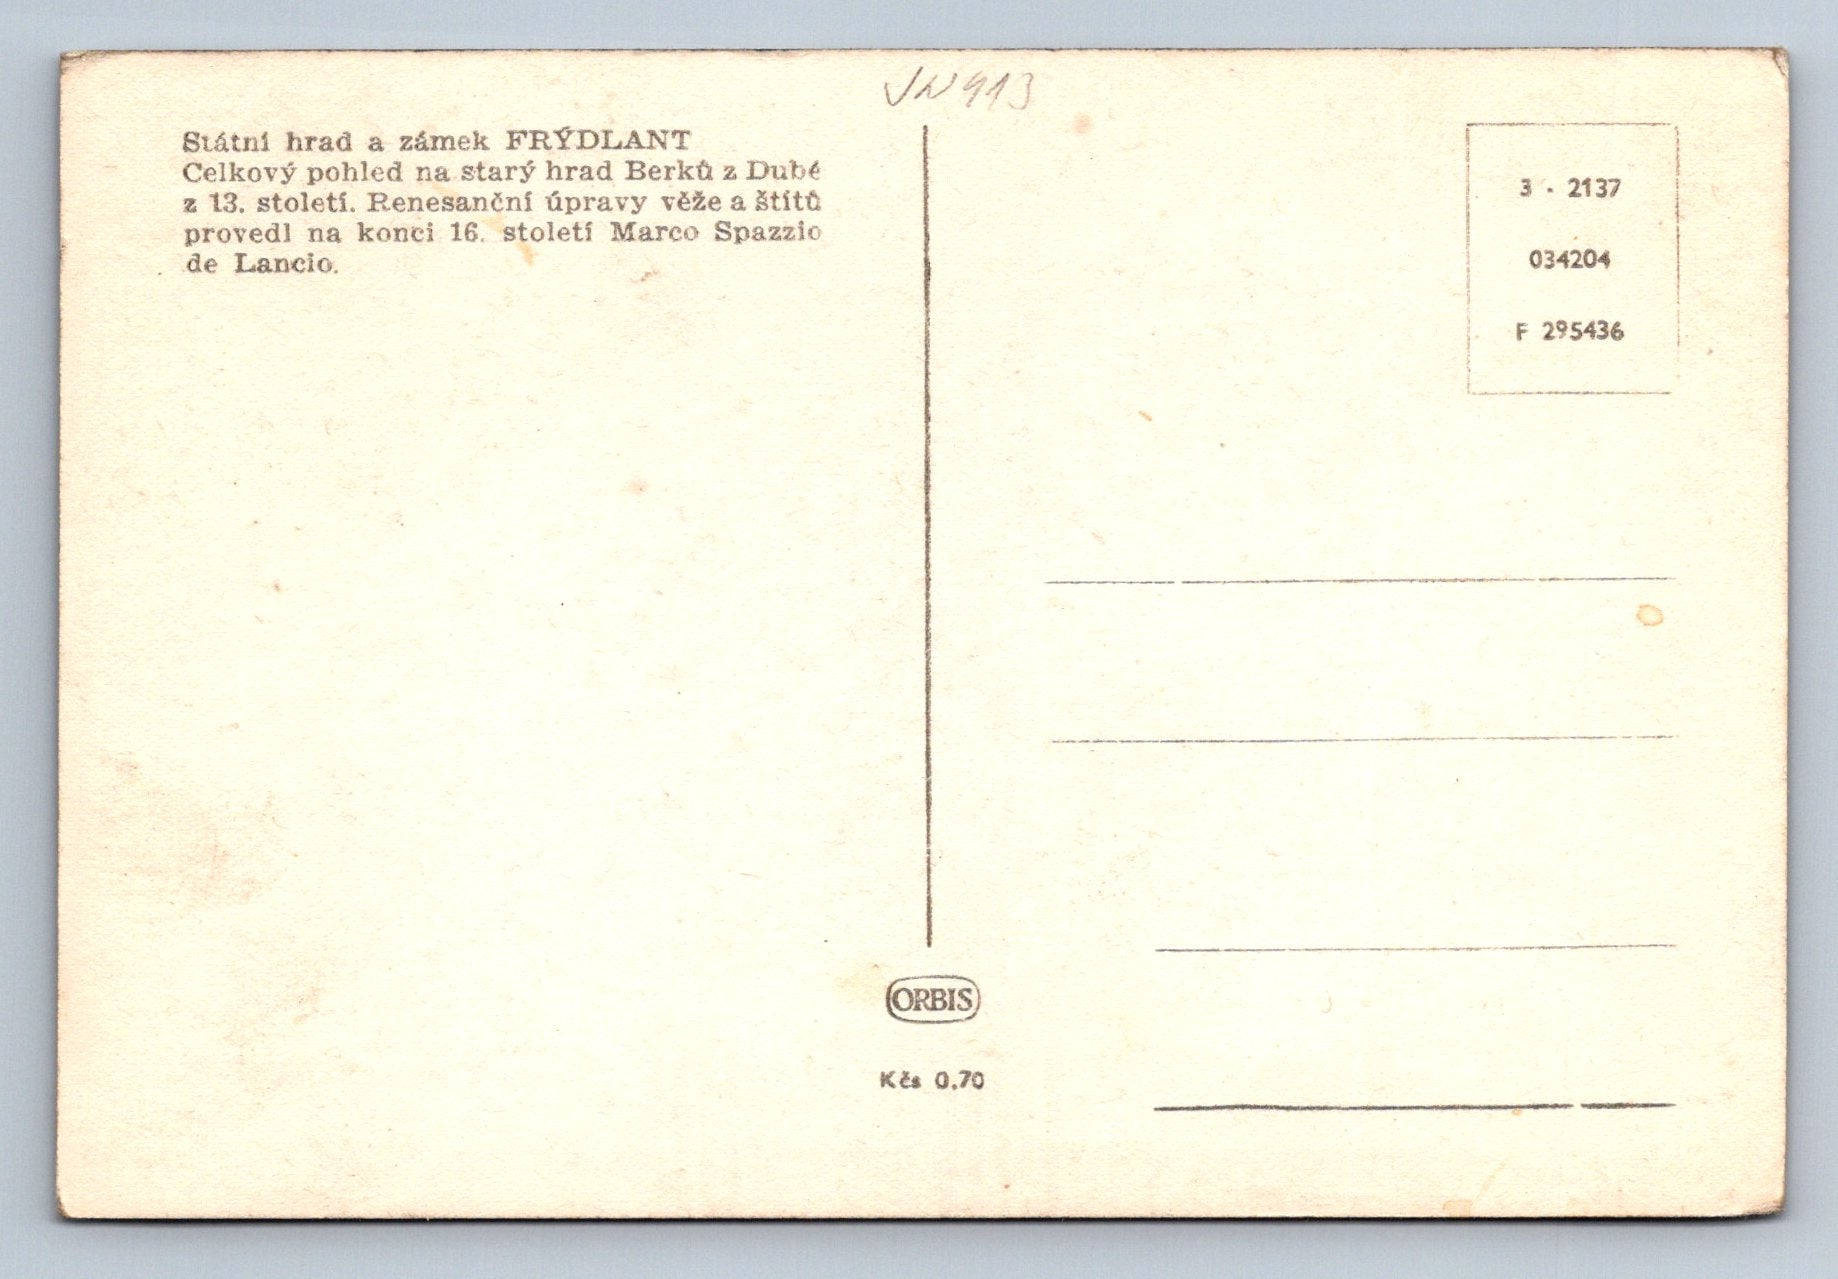 JW913
Státní hrad a zámek FRÝDLANT
Celkový pohled na starý hrad Berků z Dubé
z 13. století. Renesanční úpravy věže a štítů
provedl na konci 16. století Marco Spazzio
de Lancio.
3 · 2137
034204
F 295436
ORBIS
Kčs 0,70